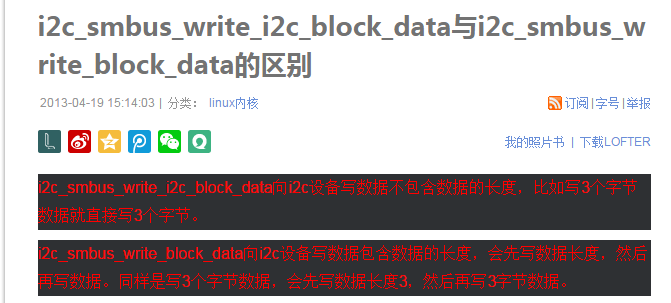 i2c_smbus_write_i2c_block_data与i2c_smbus_w
rite_block_data的区别
2013-04-19 15:14:03 | 分类： linux内核
订阅 | 字号 | 举报
我的照片书 | 下载LOFTER
i2c_smbus_write_i2c_block_data向i2c设备写数据不包含数据的长度，比如写3个字节
数据就直接写3个字节。
i2c_smbus_write_block_data向i2c设备写数据包含数据的长度，会先写数据长度，然后
再写数据。同样是写3个字节数据，会先写数据长度3，然后再写3字节数据。